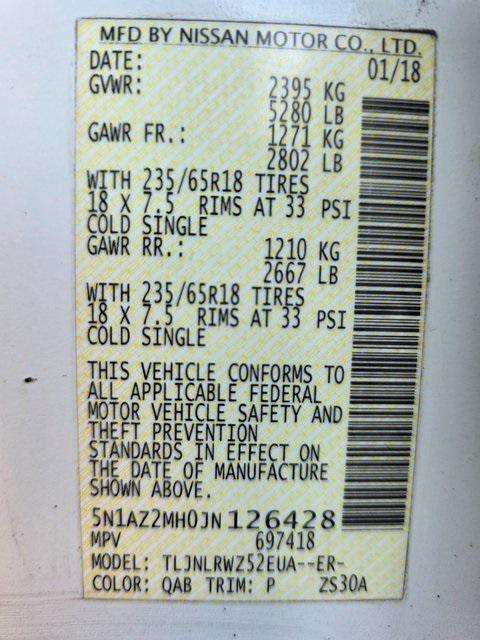 MFD BY NISSAN MOTOR CO., LTD.
DATE: 01/18
GVWR: 2395 KG
5280 LB
GAWR FR.: 1271 KG
2802 LB
WITH 235/65R18 TIRES
18 X 7.5 RIMS AT 33 PSI
COLD SINGLE
GAWR RR.: 1210 KG
2667 LB
WITH 235/65R18 TIRES
18 X 7.5 RIMS AT 33 PSI
COLD SINGLE
THIS VEHICLE CONFORMS TO
ALL APPLICABLE FEDERAL
MOTOR VEHICLE SAFETY AND
THEFT PREVENTION
STANDARDS IN EFFECT ON
THE DATE OF MANUFACTURE
SHOWN ABOVE.
5N1AZ2MH0JN126428
MPV 697418
MODEL: TLJNLRWZ52EUA--ER-
COLOR: QAB TRIM: P ZS30A